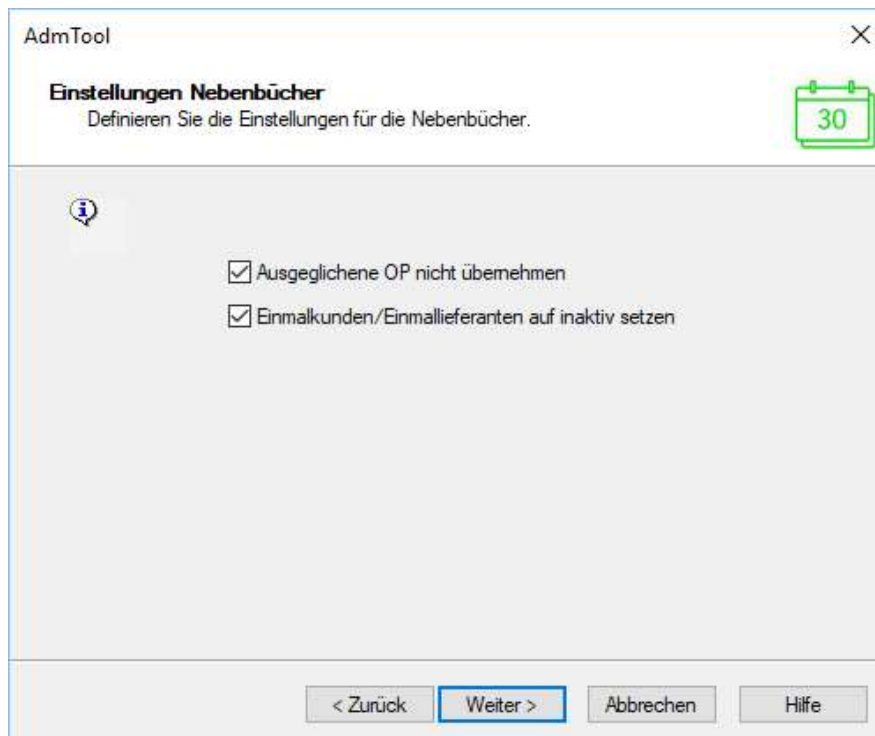 AdmTool
Einstellungen Nebenbücher
Definieren Sie die Einstellungen für die Nebenbücher.
30
Ausgeglichene OP nicht übernehmen
Einmalkunden/Einmallieferanten auf inaktiv setzen
< Zurück
Weiter >
Abbrechen
Hilfe